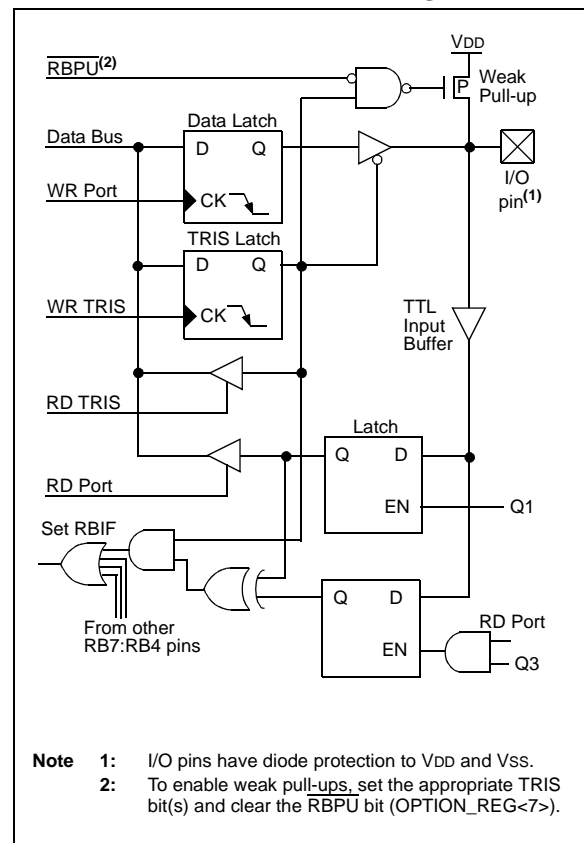 VDD
RBPU(2)
Weak
Pull-up
P
Data Bus
Data Latch
D Q
I/O
pin(1)
WR Port
CK
TRIS Latch
D Q
WR TRIS
CK
TTL
Input
Buffer
RD TRIS
Latch
Q D
RD Port
EN
Q1
Set RBIF
Q D
RD Port
From other
RB7:RB4 pins
EN
Q3
Note 1: I/O pins have diode protection to VDD and VSS.
2: To enable weak pull-ups, set the appropriate TRIS
bit(s) and clear the RBPU bit (OPTION_REG<7>).